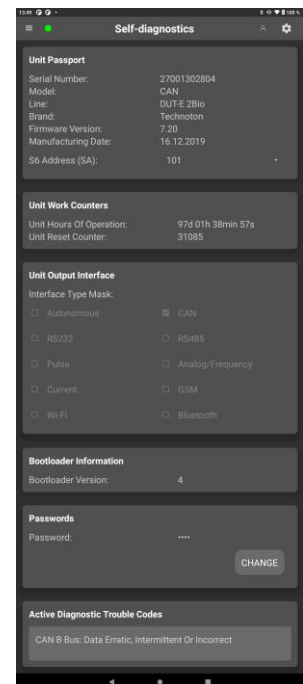 13:49
100%
Self-diagnostics
Unit Passport
Serial Number: 27001302804
Model: CAN
Line: DUT-E 2Bio
Brand: Technoton
Firmware Version: 7.20
Manufacturing Date: 16.12.2019
S6 Address (SA): 101
Unit Work Counters
Unit Hours Of Operation: 97d 01h 38min 57s
Unit Reset Counter: 31085
Unit Output Interface
Interface Type Mask:
Autonomous CAN
RS232 RS485
Pulse Analog/Frequency
Current GSM
Wi-Fi Bluetooth
Bootloader Information
Bootloader Version: 4
Passwords
Password: ····
CHANGE
Active Diagnostic Trouble Codes
CAN B Bus: Data Erratic, Intermittent Or Incorrect